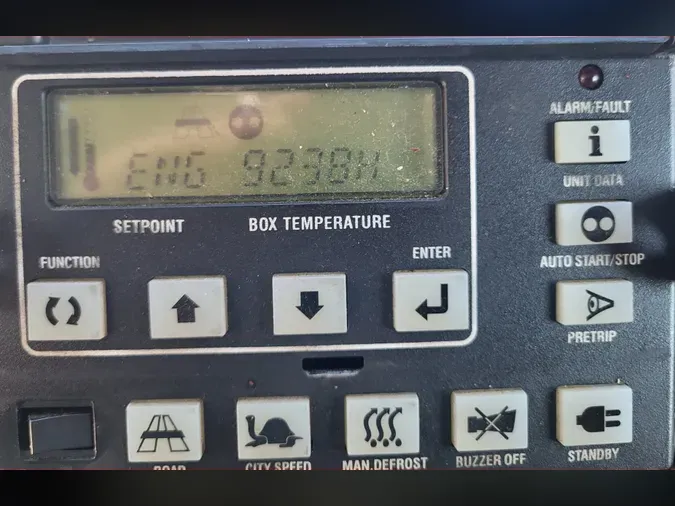 ALARM/FAULT
i
UNIT DATA
ENG 9238H
SETPOINT BOX TEMPERATURE
AUTO START/STOP
FUNCTION ENTER
PRETRIP
ROAD CITY SPEED MAN.DEFROST BUZZER OFF STANDBY